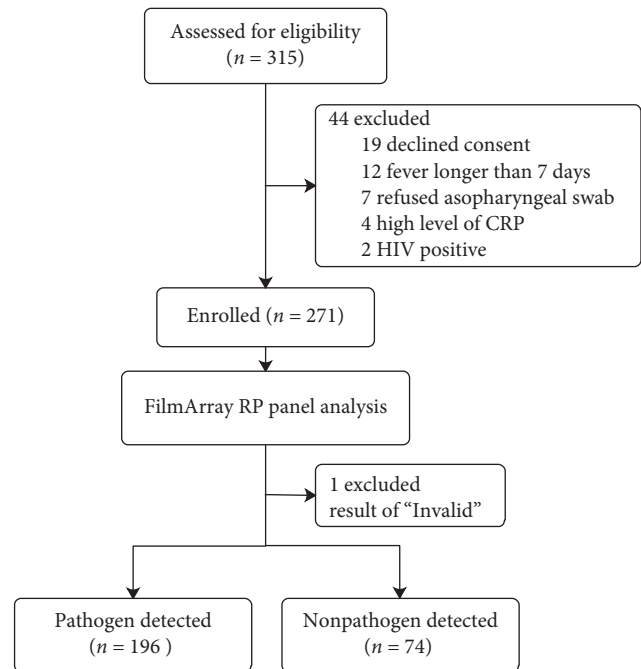 Assessed for eligibility
(n = 315)
44 excluded
19 declined consent
12 fever longer than 7 days
7 refused asopharyngeal swab
4 high level of CRP
2 HIV positive
Enrolled (n = 271)
FilmArray RP panel analysis
1 excluded
result of “Invalid”
Pathogen detected
(n = 196 )
Nonpathogen detected
(n = 74)